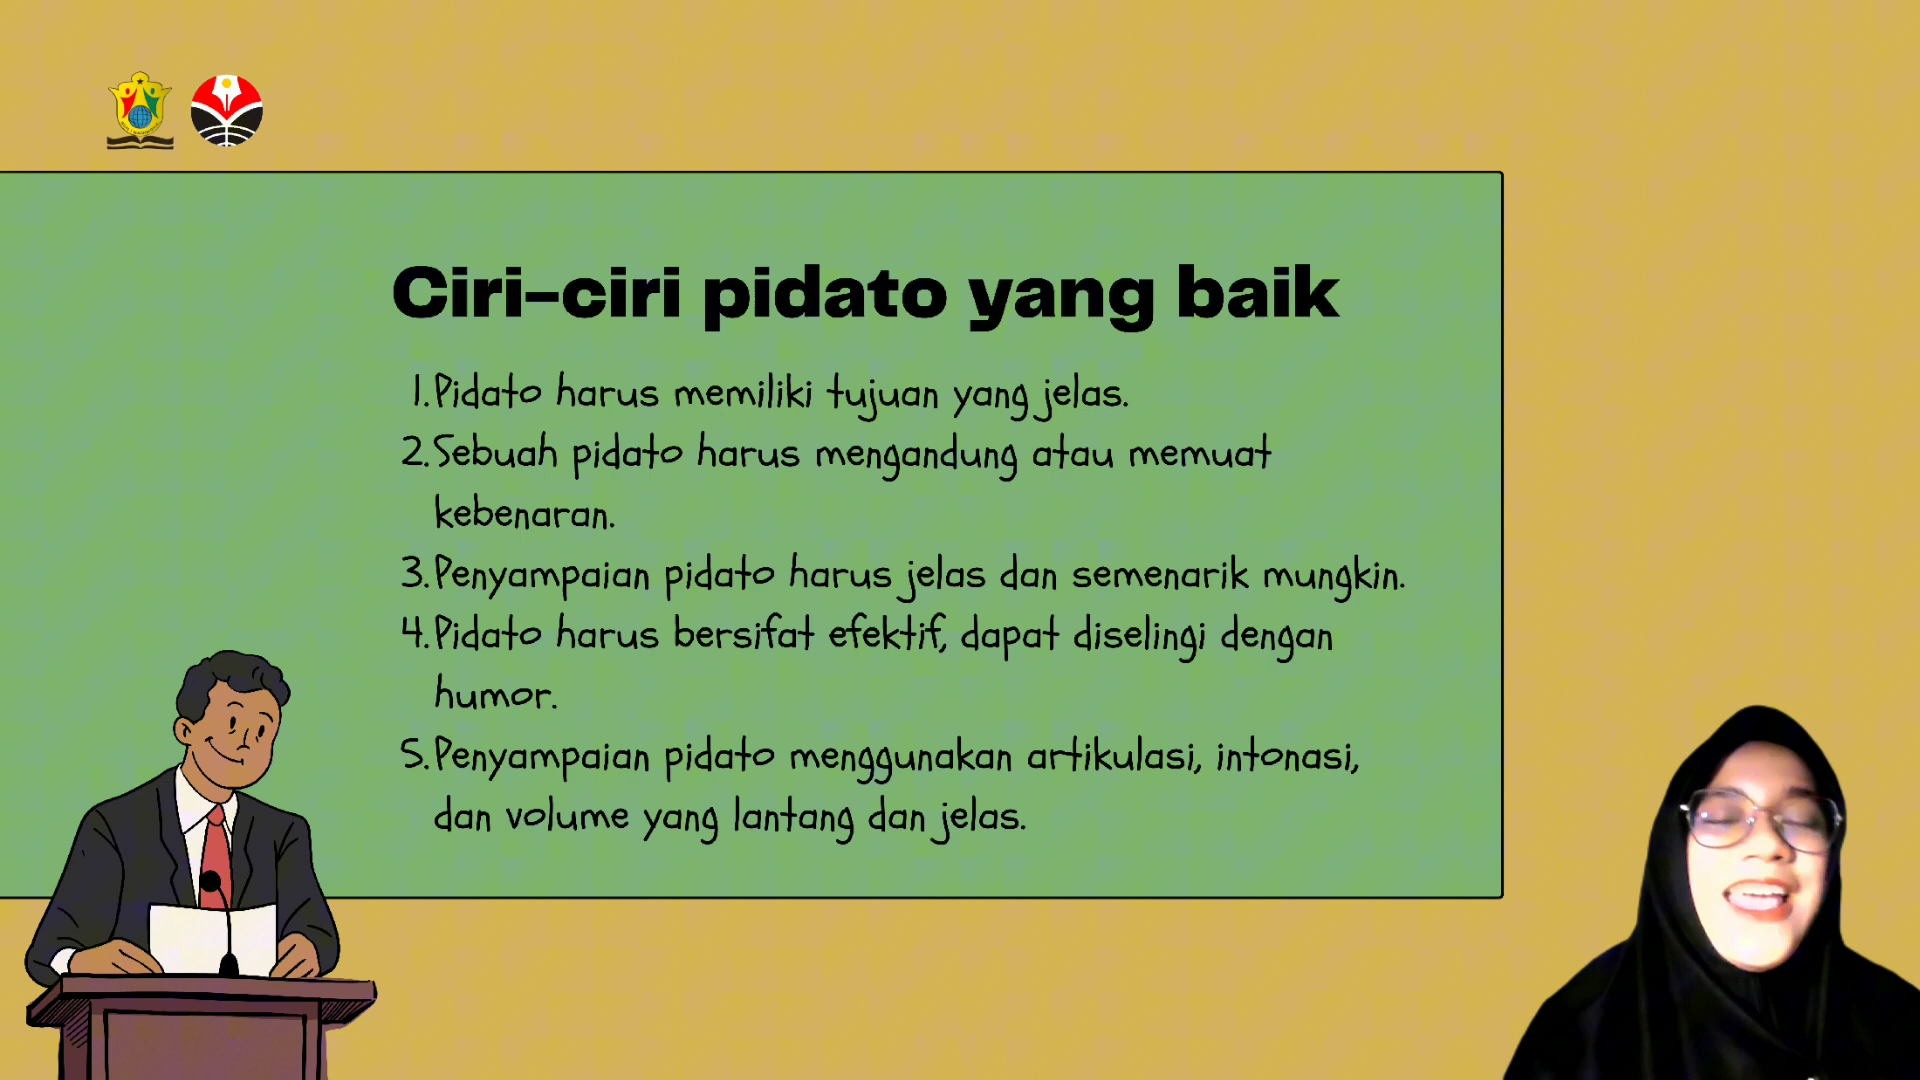 Ciri-ciri pidato yang baik
1.Pidato harus memiliki tujuan yang jelas.
2.Sebuah pidato harus mengandung atau memuat
kebenaran.
3.Penyampaian pidato harus jelas dan semenarik mungkin.
4.Pidato harus bersifat efektif, dapat diselingi dengan
humor.
5.Penyampaian pidato menggunakan artikulasi, intonasi,
dan volume yang lantang dan jelas.